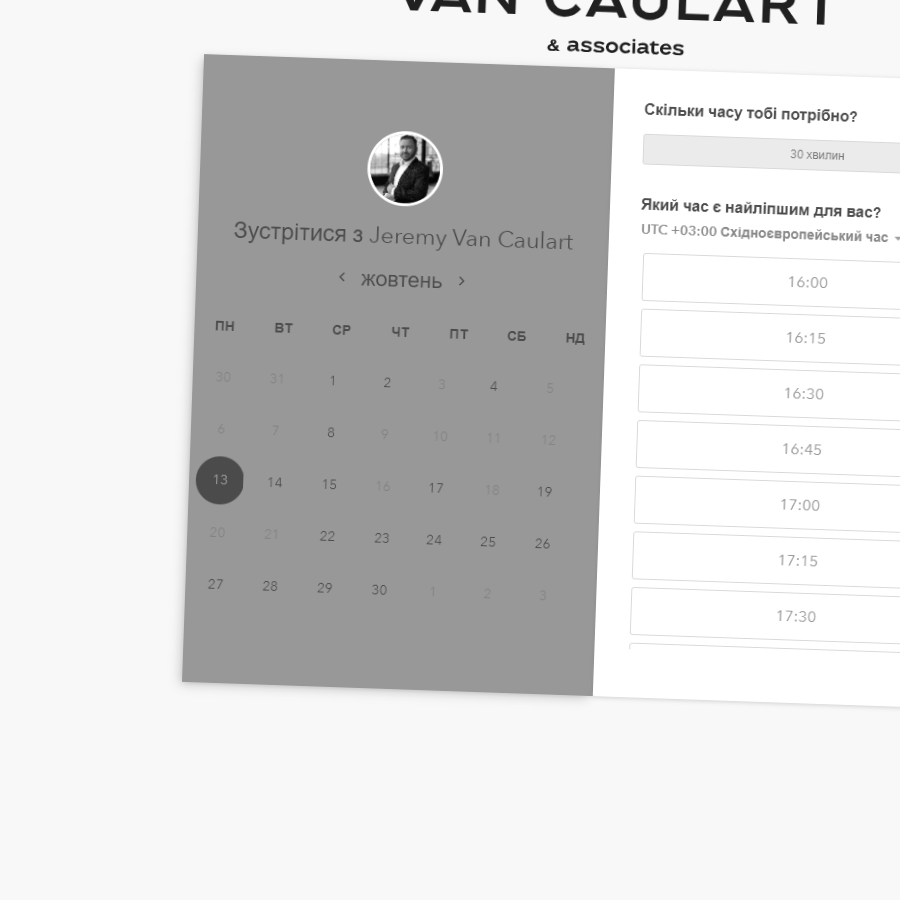 VAN CAULART
& associates
Зустрітися з Jeremy Van Caulart
жовтень
ПН ВТ СР ЧТ ПТ СБ НД
30 31 1 2 3 4 5
6 7 8 9 10 11 12
13 14 15 16 17 18 19
20 21 22 23 24 25 26
27 28 29 30 1 2 3
Скільки часу тобі потрібно?
30 хвилин
Який час є найліпшим для вас?
UTC +03:00 Східноєвропейський час
16:00
16:15
16:30
16:45
17:00
17:15
17:30